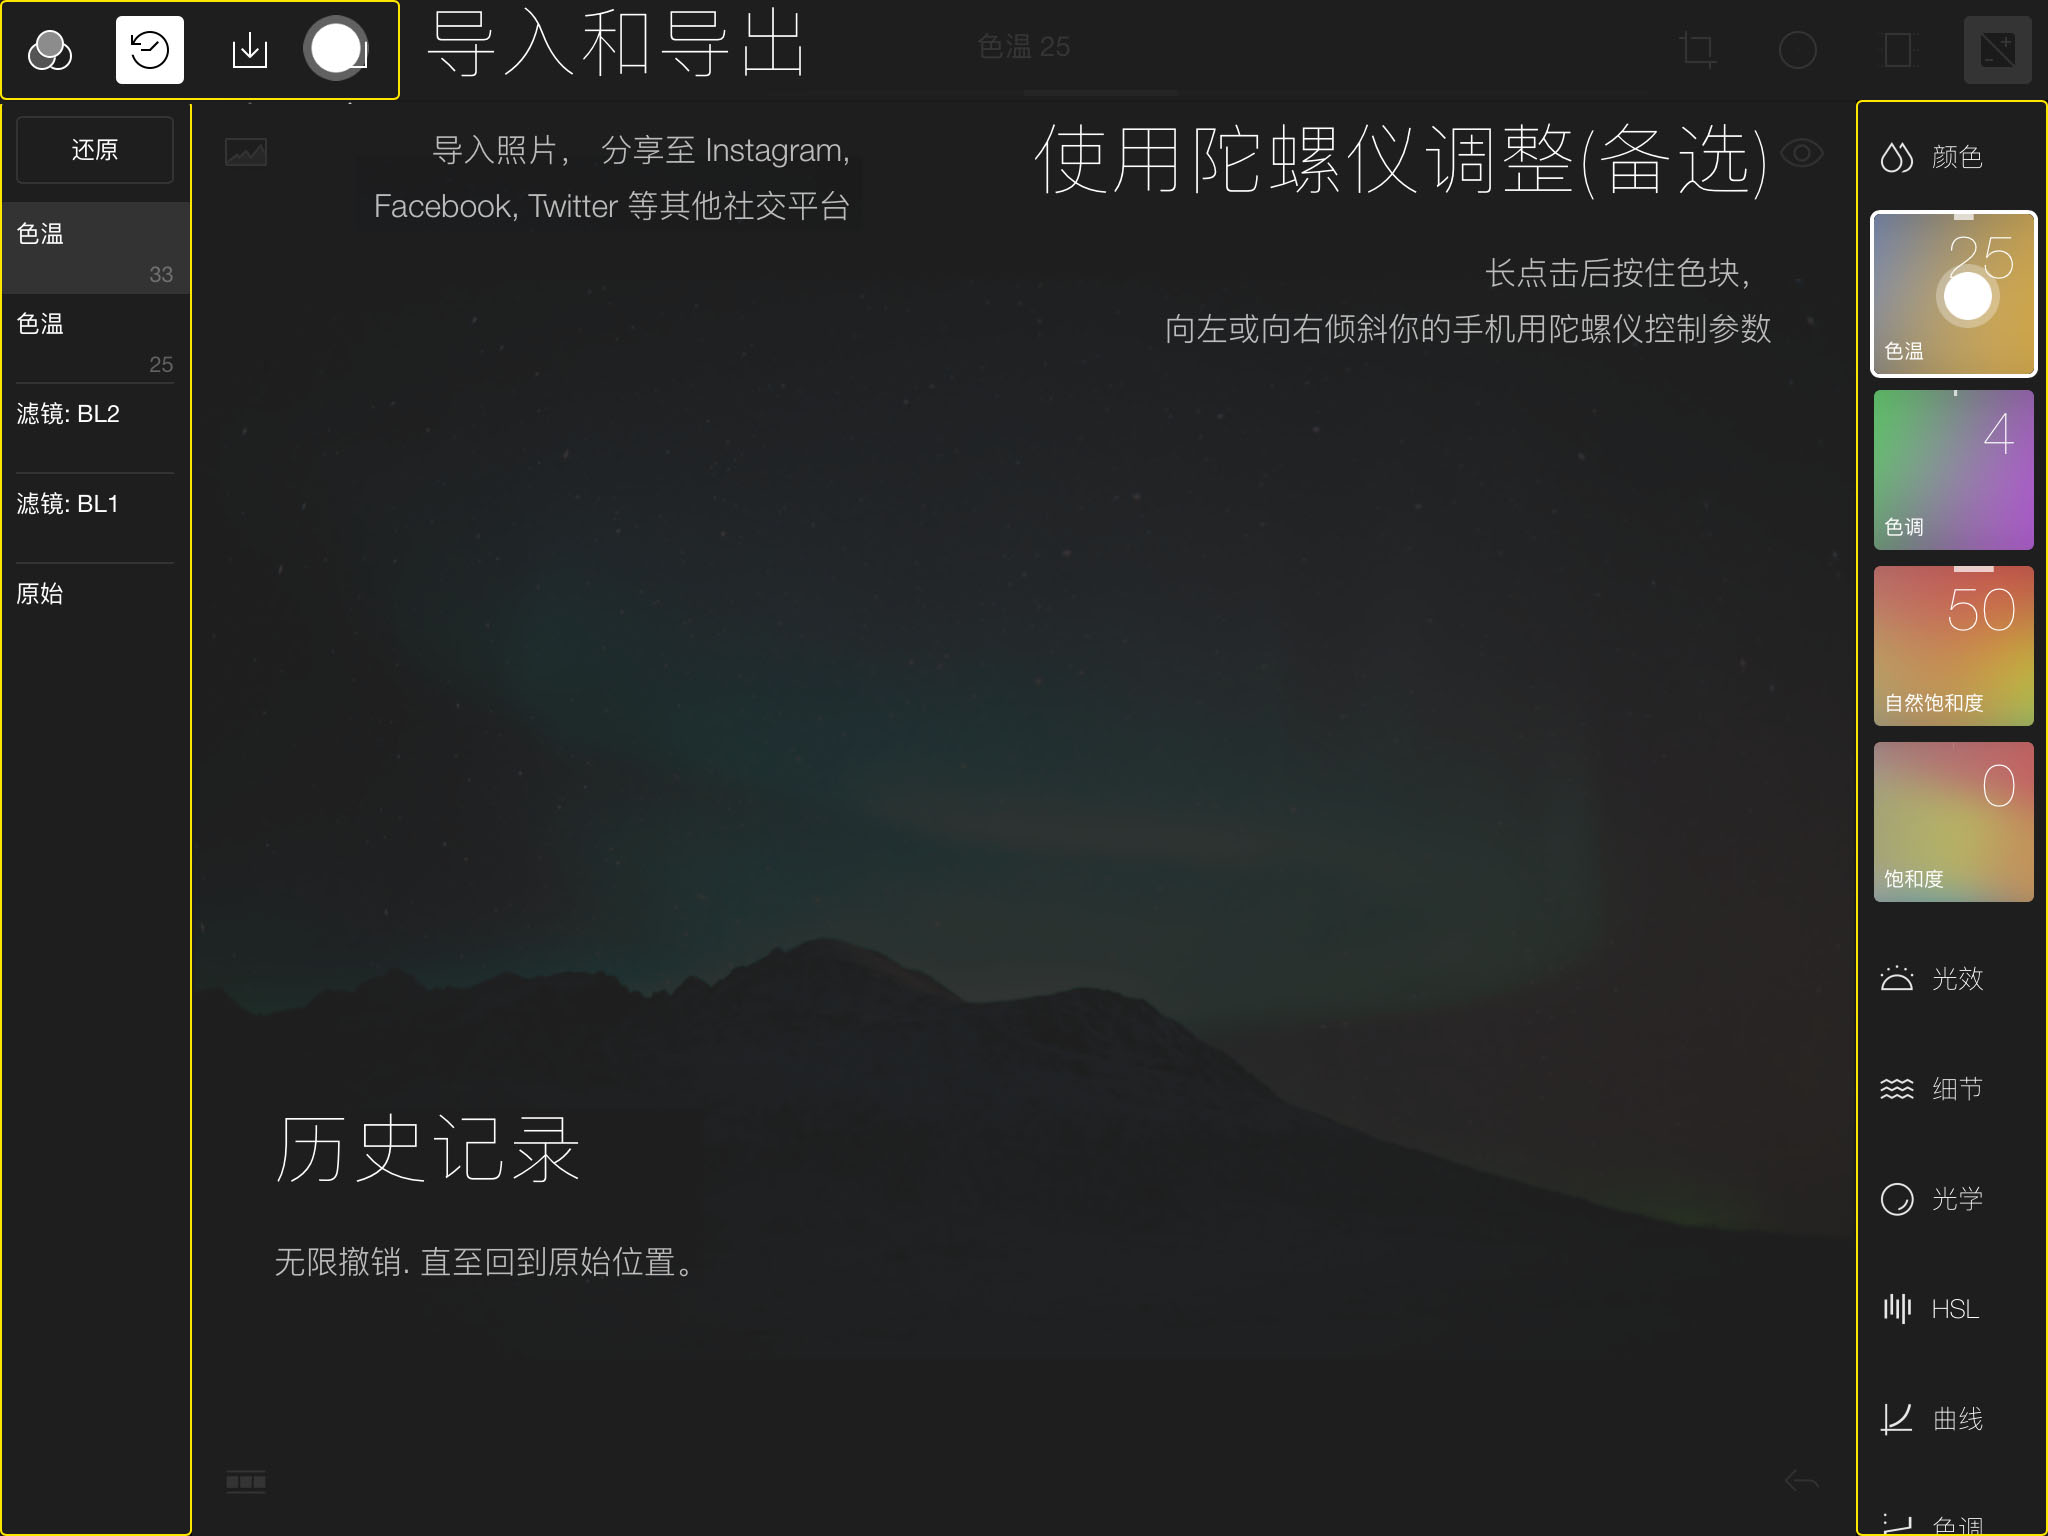 导入和导出
色温 25
还原
色温
33
色温
25
滤镜: BL2
滤镜: BL1
原始
导入照片， 分享至 Instagram,
Facebook, Twitter 等其他社交平台
使用陀螺仪调整(备选)
长点击后按住色块，
向左或向右倾斜你的手机用陀螺仪控制参数
历史记录
无限撤销. 直至回到原始位置。
颜色
25
色温
4
色调
50
自然饱和度
0
饱和度
光效
细节
光学
HSL
曲线
色调